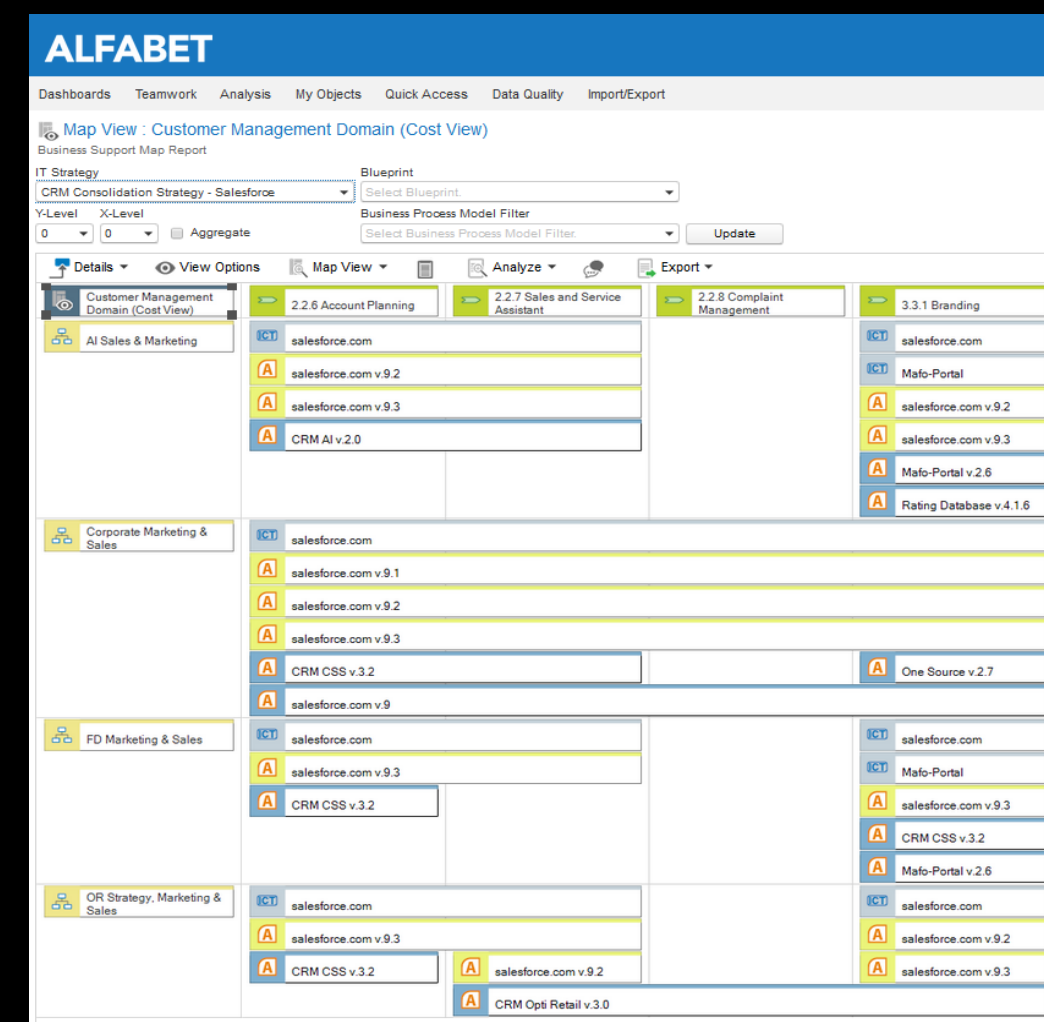 ALFABET
Dashboards Teamwork Analysis My Objects Quick Access Data Quality Import/Export
Map View : Customer Management Domain (Cost View)
Business Support Map Report
IT Strategy Blueprint
CRM Consolidation Strategy - Salesforce Select Blueprint.
Y-Level X-Level Business Process Model Filter
0 0 Aggregate Select Business Process Model Filter. Update
Details View Options Map View Analyze Export
Customer Management
Domain (Cost View)
2.2.6 Account Planning
2.2.7 Sales and Service
Assistant
2.2.8 Complaint
Management
3.3.1 Branding
AI Sales & Marketing
ICT salesforce.com
A salesforce.com v.9.2
A salesforce.com v.9.3
A CRM AI v.2.0
ICT salesforce.com
ICT Mafo-Portal
A salesforce.com v.9.2
A salesforce.com v.9.3
A Mafo-Portal v.2.6
A Rating Database v.4.1.6
Corporate Marketing &
Sales
ICT salesforce.com
A salesforce.com v.9.1
A salesforce.com v.9.2
A salesforce.com v.9.3
A CRM CSS v.3.2
A One Source v.2.7
A salesforce.com v.9
FD Marketing & Sales
ICT salesforce.com
A salesforce.com v.9.3
A CRM CSS v.3.2
ICT salesforce.com
ICT Mafo-Portal
A salesforce.com v.9.3
A CRM CSS v.3.2
A Mafo-Portal v.2.6
OR Strategy, Marketing &
Sales
ICT salesforce.com
A salesforce.com v.9.3
A CRM CSS v.3.2
A salesforce.com v.9.2
A CRM Opti Retail v.3.0
ICT salesforce.com
A salesforce.com v.9.2
A salesforce.com v.9.3